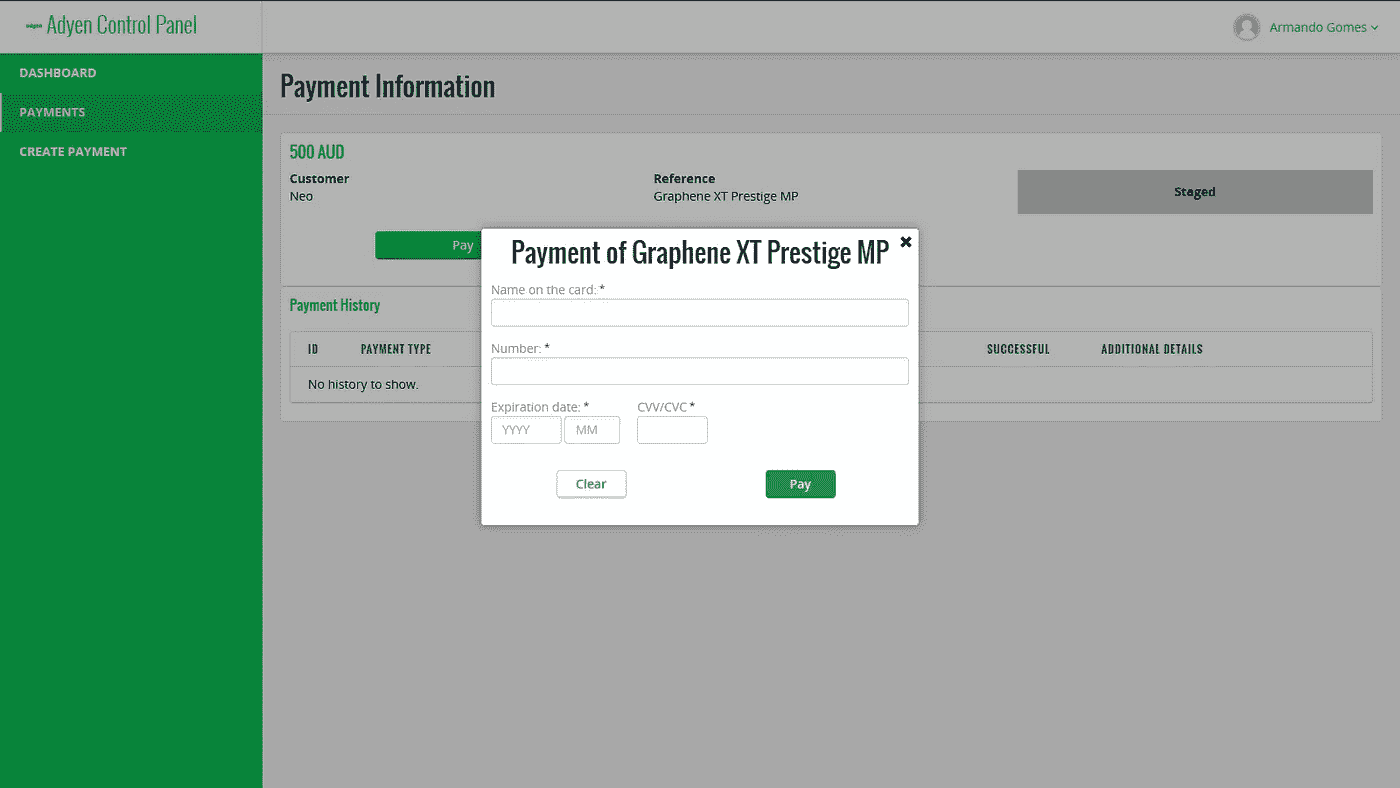 Adyen Control Panel
Armando Gomes
DASHBOARD
PAYMENTS
CREATE PAYMENT
Payment Information
500 AUD
Customer
Neo
Reference
Graphene XT Prestige MP
Staged
Pay
Payment of Graphene XT Prestige MP
Name on the card: *
Number: *
Expiration date: * CVV/CVC *
YYYY MM
Clear Pay
Payment History
ID PAYMENT TYPE SUCCESSFUL ADDITIONAL DETAILS
No history to show.